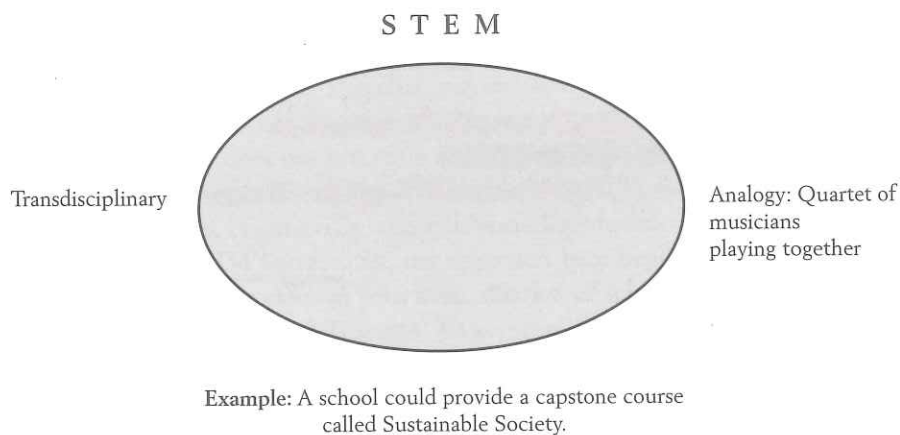 S T E M
Transdisciplinary
Analogy: Quartet of
musicians
playing together
Example: A school could provide a capstone course
called Sustainable Society.